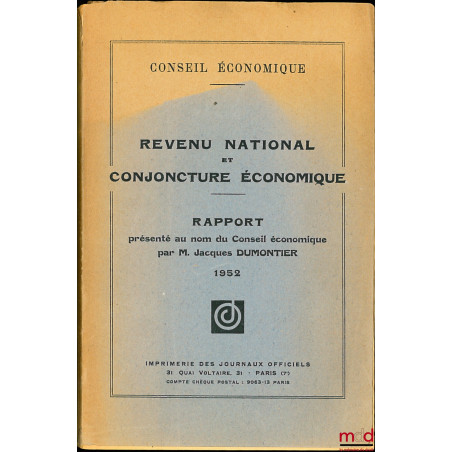 CONSEIL ÉCONOMIQUE
REVENU NATIONAL
ET
CONJONCTURE ÉCONOMIQUE
RAPPORT
présenté au nom du Conseil économique
par M. Jacques DUMONTIER
1952
IMPRIMERIE DES JOURNAUX OFFICIELS
31 QUAI VOLTAIRE, 31 - PARIS (7e)
COMPTE CHÈQUE POSTAL : 9063-13 PARIS
mdd